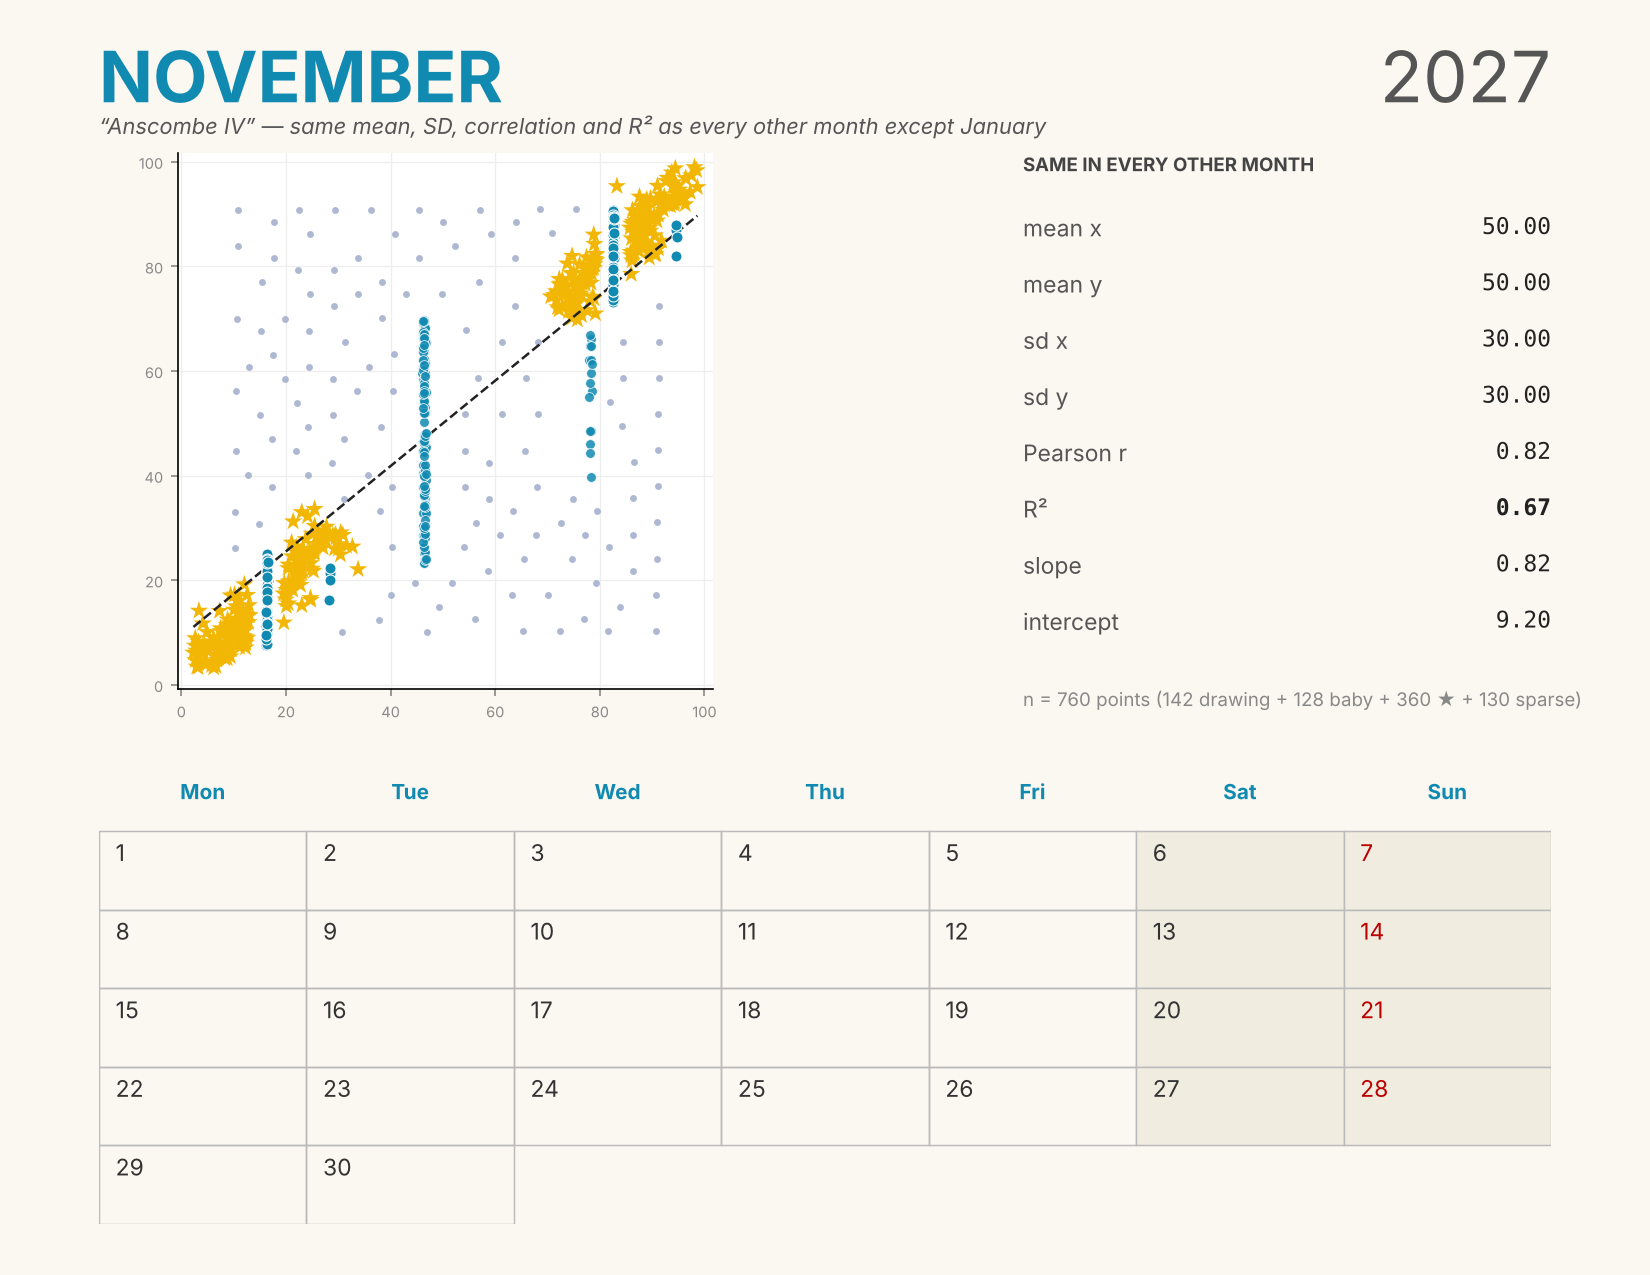 NOVEMBER 2027
“Anscombe IV” — same mean, SD, correlation and R² as every other month except January
100
80
60
40
20
0
0 20 40 60 80 100
SAME IN EVERY OTHER MONTH
mean x 50.00
mean y 50.00
sd x 30.00
sd y 30.00
Pearson r 0.82
R² 0.67
slope 0.82
intercept 9.20
n = 760 points (142 drawing + 128 baby + 360 ★ + 130 sparse)
Mon Tue Wed Thu Fri Sat Sun
1 2 3 4 5 6 7
8 9 10 11 12 13 14
15 16 17 18 19 20 21
22 23 24 25 26 27 28
29 30